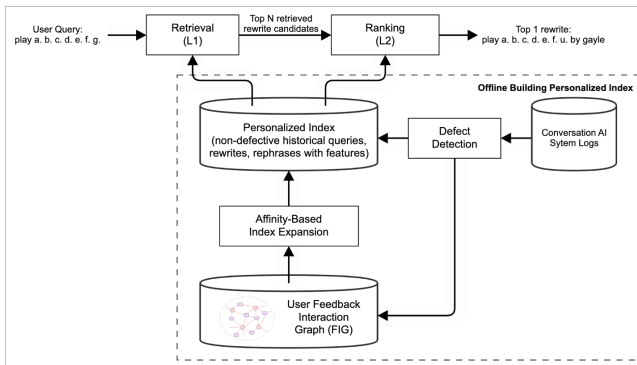 User Query:
play a. b. c. d. e. f. g.
Retrieval
(L1)
Top N retrieved
rewrite candidates
Ranking
(L2)
Top 1 rewrite:
play a. b. c. d. e. f. u. by gayle
Offline Building Personalized Index
Personalized Index
(non-defective historical queries,
rewrites, rephrases with features)
Defect
Detection
Conversation AI
Sytem Logs
Affinity-Based
Index Expansion
User Feedback
Interaction
Graph (FIG)